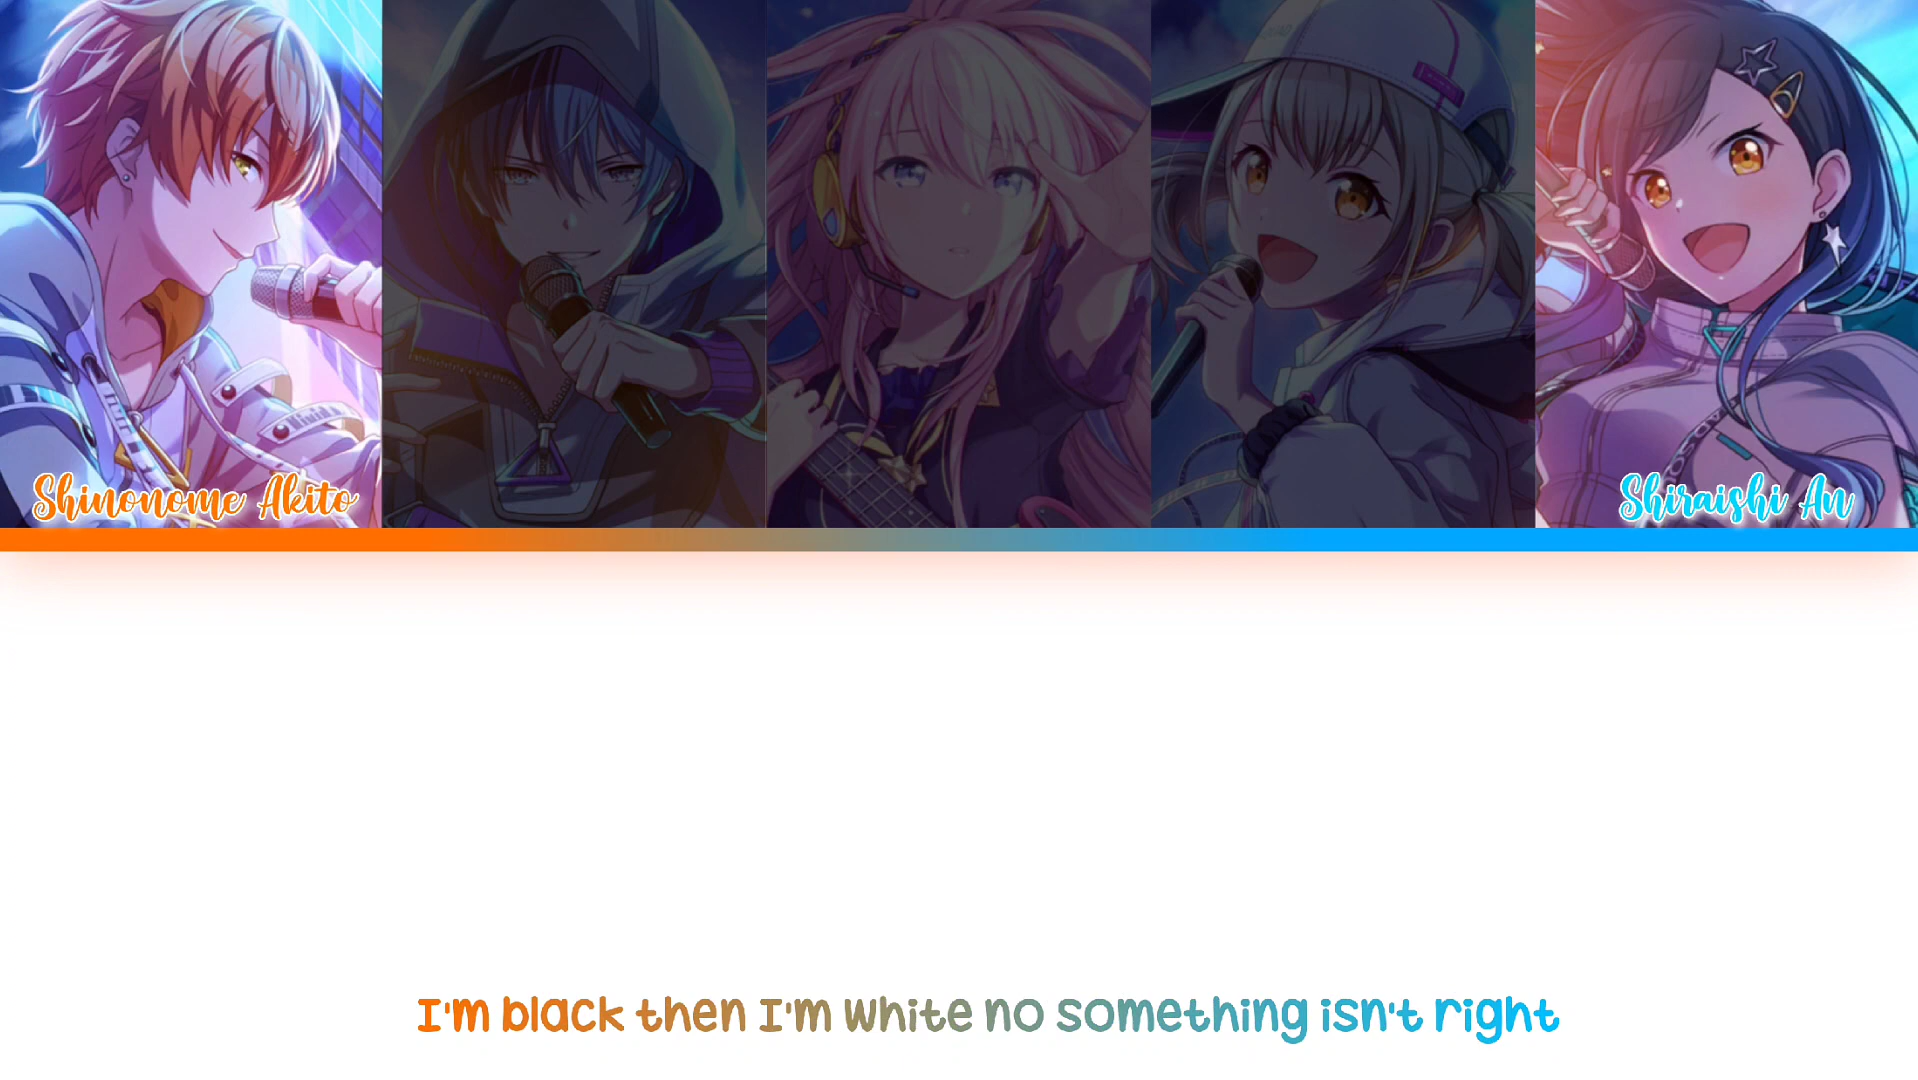 Shinonome Akito
Shiraishi An
I'm black then I'm white no something isn't right